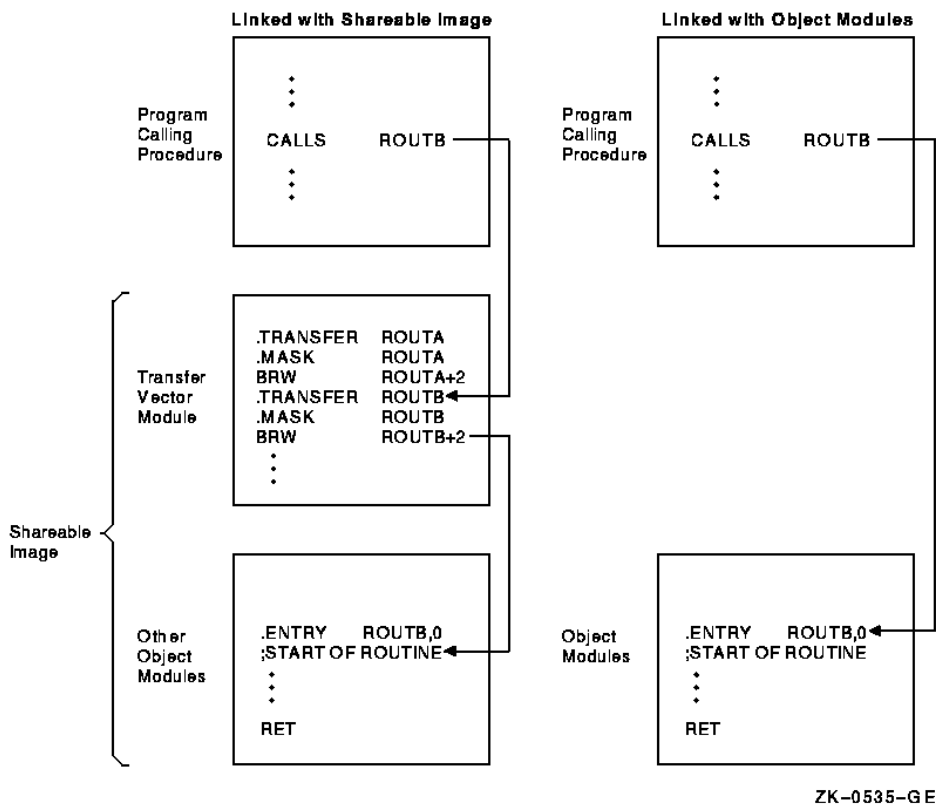 Linked with Shareable Image
Program
Calling
Procedure
CALLS ROUTB
Transfer
Vector
Module
.TRANSFER ROUTA
.MASK ROUTA
BRW ROUTA+2
.TRANSFER ROUTB
.MASK ROUTB
BRW ROUTB+2
Shareable
Image
Other
Object
Modules
.ENTRY ROUTB,0
;START OF ROUTINE
RET
Linked with Object Modules
Program
Calling
Procedure
CALLS ROUTB
Object
Modules
.ENTRY ROUTB,0
;START OF ROUTINE
RET
ZK-0535-GE